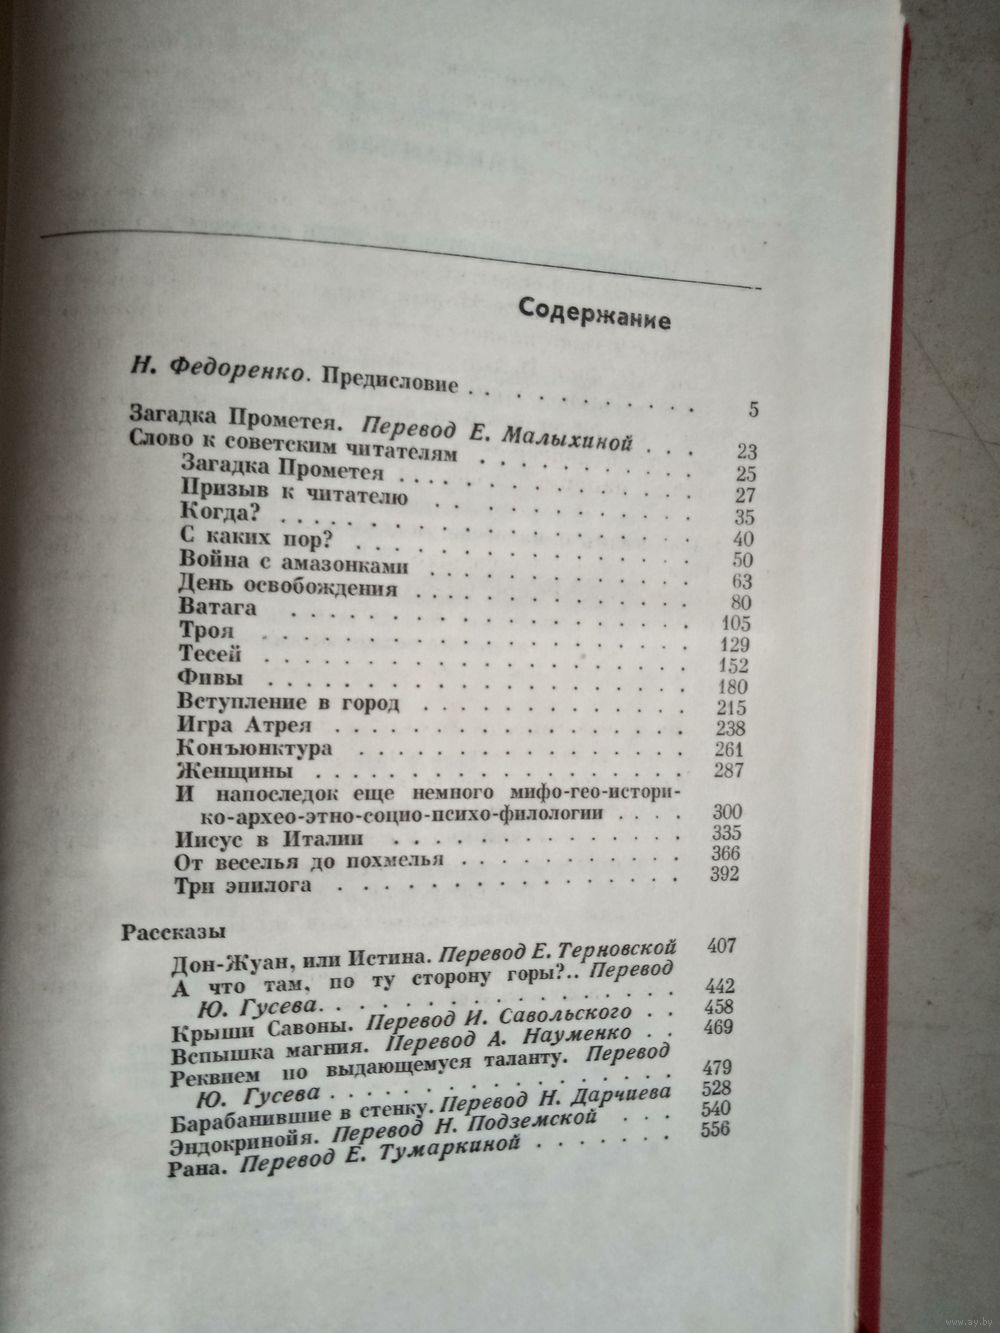 Содержание
Н. Федоренко. Предисловие . . . . . . . . . . . 5
Загадка Прометея. Перевод Е. Малыхиной . . . 23
Слово к советским читателям . . . . . . . . . 25
Загадка Прометея . . . . . . . . . . . . 27
Призыв к читателю . . . . . . . . . . . 35
Когда? . . . . . . . . . . . . . . . . 40
С каких пор? . . . . . . . . . . . . . 50
Война с амазонками . . . . . . . . . . 63
День освобождения . . . . . . . . . . . 80
Ватага . . . . . . . . . . . . . . . . 105
Троя . . . . . . . . . . . . . . . . . 129
Тесей . . . . . . . . . . . . . . . . . 152
Фивы . . . . . . . . . . . . . . . . . 180
Вступление в город . . . . . . . . . . 215
Игра Атрея . . . . . . . . . . . . . . 238
Конъюнктура . . . . . . . . . . . . . . 261
Женщины . . . . . . . . . . . . . . . . 287
И напоследок еще немного мифо-гео-истори-
ко-архео-этно-социо-психо-филологии . . . . 300
Иисус в Италии . . . . . . . . . . . . 335
От веселья до похмелья . . . . . . . . . 366
Три эпилога . . . . . . . . . . . . . . 392
Рассказы
Дон-Жуан, или Истина. Перевод Е. Терновской 407
А что там, по ту сторону горы?.. Перевод
Ю. Гусева. . . . . . . . . . . . . . . 442
Крыши Савоны. Перевод И. Савольского . . 458
Вспышка магния. Перевод А. Науменко . . 469
Реквием по выдающемуся таланту. Перевод
Ю. Гусева . . . . . . . . . . . . . . . 479
Барабанившие в стенку. Перевод Н. Дарчиева 528
Эндокринойя. Перевод Н. Подземской . . . 540
Рана. Перевод Е. Тумаркиной . . . . . . . 556
www.ay.by